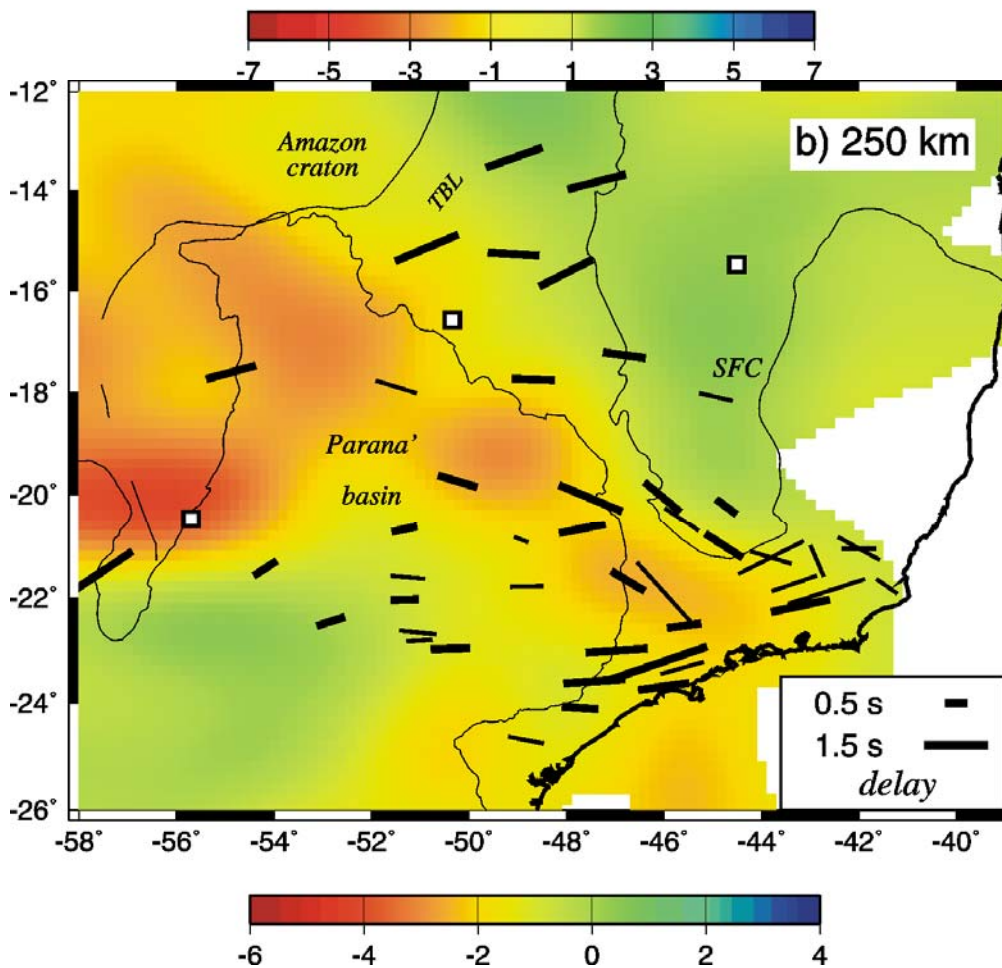 -7 -5 -3 -1 1 3 5 7
-12°
b) 250 km
Amazon
craton
-14°
TBL
-16°
SFC
-18°
Parana'
basin
-20°
-22°
-24°
0.5 s
1.5 s
delay
-26°
-58° -56° -54° -52° -50° -48° -46° -44° -42° -40°
-6 -4 -2 0 2 4